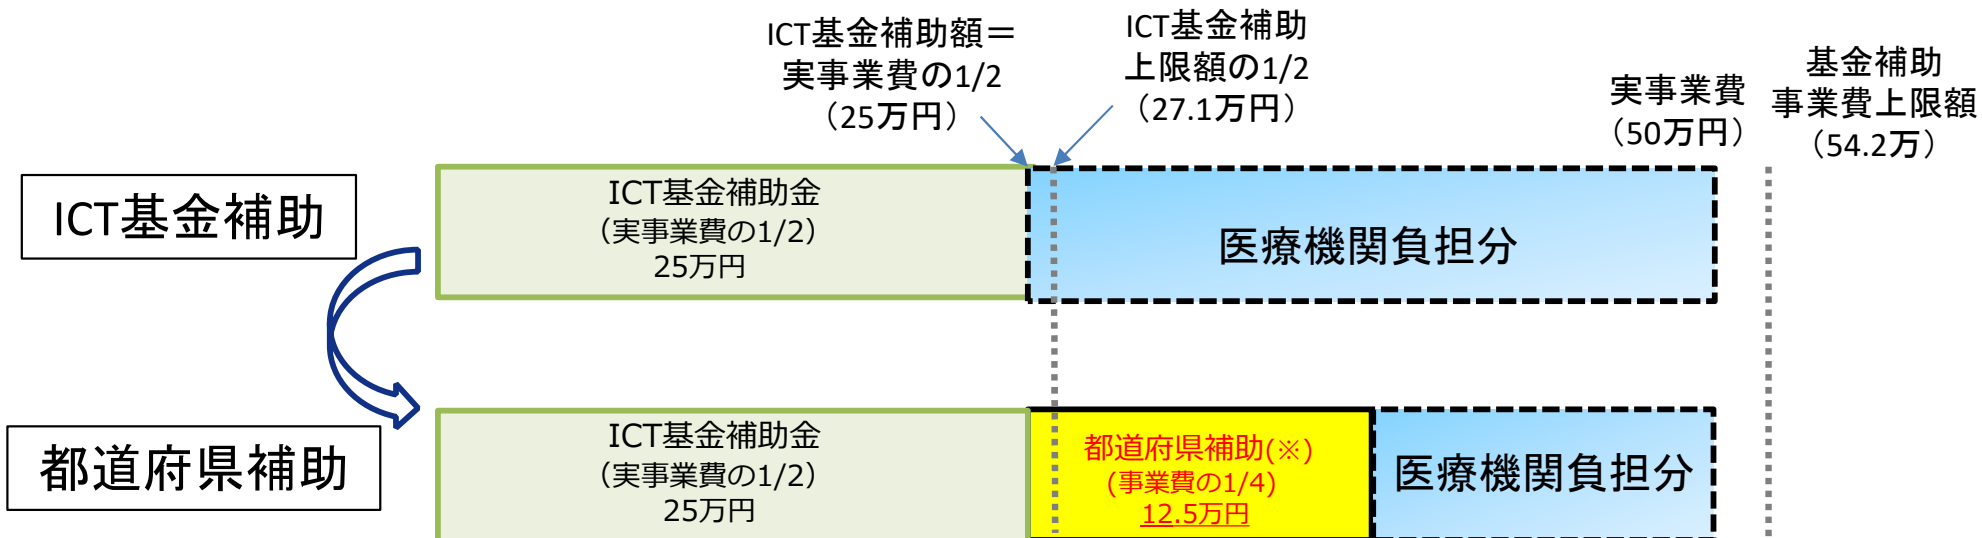 ICT基金補助額＝
実事業費の1/2
（25万円）
ICT基金補助
上限額の1/2
（27.1万円）
実事業費
（50万円）
基金補助
事業費上限額
（54.2万）
ICT基金補助
ICT基金補助金
（実事業費の1/2）
25万円
医療機関負担分
都道府県補助
ICT基金補助金
（実事業費の1/2）
25万円
都道府県補助(※)
(事業費の1/4)
12.5万円
医療機関負担分